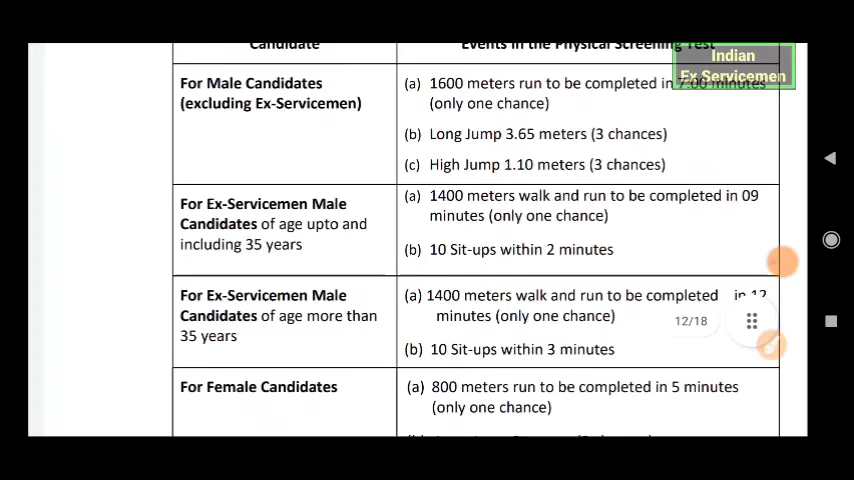 Candidate
Events in the Physical Screening Test
Indian
Ex Servicemen
For Male Candidates
(excluding Ex-Servicemen)
(a) 1600 meters run to be completed in 7:00 minutes
(only one chance)
(b) Long Jump 3.65 meters (3 chances)
(c) High Jump 1.10 meters (3 chances)
For Ex-Servicemen Male
Candidates of age upto and
including 35 years
(a) 1400 meters walk and run to be completed in 09
minutes (only one chance)
(b) 10 Sit-ups within 2 minutes
For Ex-Servicemen Male
Candidates of age more than
35 years
(a) 1400 meters walk and run to be completed in 12
minutes (only one chance)
(b) 10 Sit-ups within 3 minutes
12/18
For Female Candidates
(a) 800 meters run to be completed in 5 minutes
(only one chance)